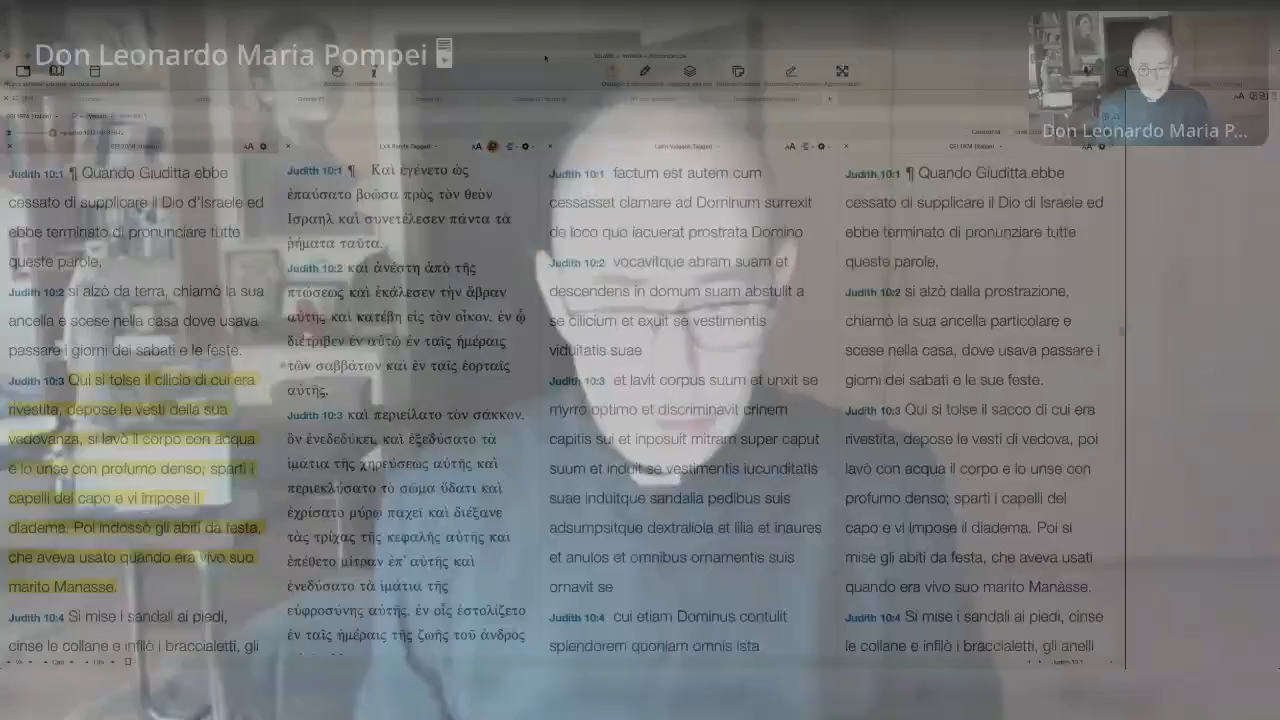 Don Leonardo Maria Pompei
Don Leonardo Maria P...
Judith 10:1 ¶ Quando Giuditta ebbe
cessato di supplicare il Dio d'Israele ed
ebbe terminato di pronunciare tutte
queste parole,
Judith 10:2 si alzò da terra, chiamò la sua
ancella e scese nella casa dove usava
passare i giorni dei sabati e le feste.
Judith 10:3 Qui si tolse il cilicio di cui era
rivestita, depose le vesti della sua
vedovanza, si lavò il corpo con acqua
e lo unse con profumo denso; spartì i
capelli del capo e vi impose il
diadema. Poi indossò gli abiti da festa,
che aveva usato quando era vivo suo
marito Manasse.
Judith 10:4 Si mise i sandali ai piedi,
cinse le collane e infilò i braccialetti, gli
Judith 10:1 ¶ Καὶ ἐγένετο ὡς
ἐπαύσατο βοῶσα πρὸς τὸν θεὸν
Ισραηλ καὶ συνετέλεσεν πάντα τὰ
ῥήματα ταῦτα,
Judith 10:2 καὶ ἀνέστη ἀπὸ τῆς
πτώσεως καὶ ἐκάλεσεν τὴν ἅβραν
αὐτῆς καὶ κατέβη εἰς τὸν οἶκον, ἐν ᾧ
διέτριβεν ἐν αὐτῷ ἐν ταῖς ἡμέραις
τῶν σαββάτων καὶ ἐν ταῖς ἑορταῖς
αὐτῆς,
Judith 10:3 καὶ περιείλατο τὸν σάκκον,
ὃν ἐνεδεδύκει, καὶ ἐξεδύσατο τὰ
ἱμάτια τῆς χηρεύσεως αὐτῆς καὶ
περιεκλύσατο τὸ σῶμα ὕδατι καὶ
ἐχρίσατο μύρῳ παχεῖ καὶ διέξανε
τὰς τρίχας τῆς κεφαλῆς αὐτῆς καὶ
ἐπέθετο μίτραν ἐπ' αὐτῆς καὶ
ἐνεδύσατο τὰ ἱμάτια τῆς
εὐφροσύνης αὐτῆς, ἐν οἷς ἐστολίζετο
ἐν ταῖς ἡμέραις τῆς ζωῆς τοῦ ἀνδρὸς
Judith 10:1 factum est autem cum
cessasset clamare ad Dominum surrexit
de loco quo iacuerat prostrata Domino
Judith 10:2 vocavitque abram suam et
descendens in domum suam abstulit a
se cilicium et exuit se vestimentis
viduitatis suae
Judith 10:3 et lavit corpus suum et unxit se
myrro optimo et discriminavit crinem
capitis sui et inposuit mitram super caput
suum et induit se vestimentis iucunditatis
suae induitque sandalia pedibus suis
adsumpsitque dextraliola et lilia et inaures
et anulos et omnibus ornamentis suis
ornavit se
Judith 10:4 cui etiam Dominus contulit
splendorem quoniam omnis ista
Judith 10:1 ¶ Quando Giuditta ebbe
cessato di supplicare il Dio di Israele ed
ebbe terminato di pronunziare tutte
queste parole,
Judith 10:2 si alzò dalla prostrazione,
chiamò la sua ancella particolare e
scese nella casa, dove usava passare i
giorni dei sabati e le sue feste.
Judith 10:3 Qui si tolse il sacco di cui era
rivestita, depose le vesti di vedova, poi
lavò con acqua il corpo e lo unse con
profumo denso; spartì i capelli del
capo e vi impose il diadema. Poi si
mise gli abiti da festa, che aveva usati
quando era vivo suo marito Manàsse.
Judith 10:4 Si mise i sandali ai piedi, cinse
le collane e infilò i braccialetti, gli anelli
Judith 10:1